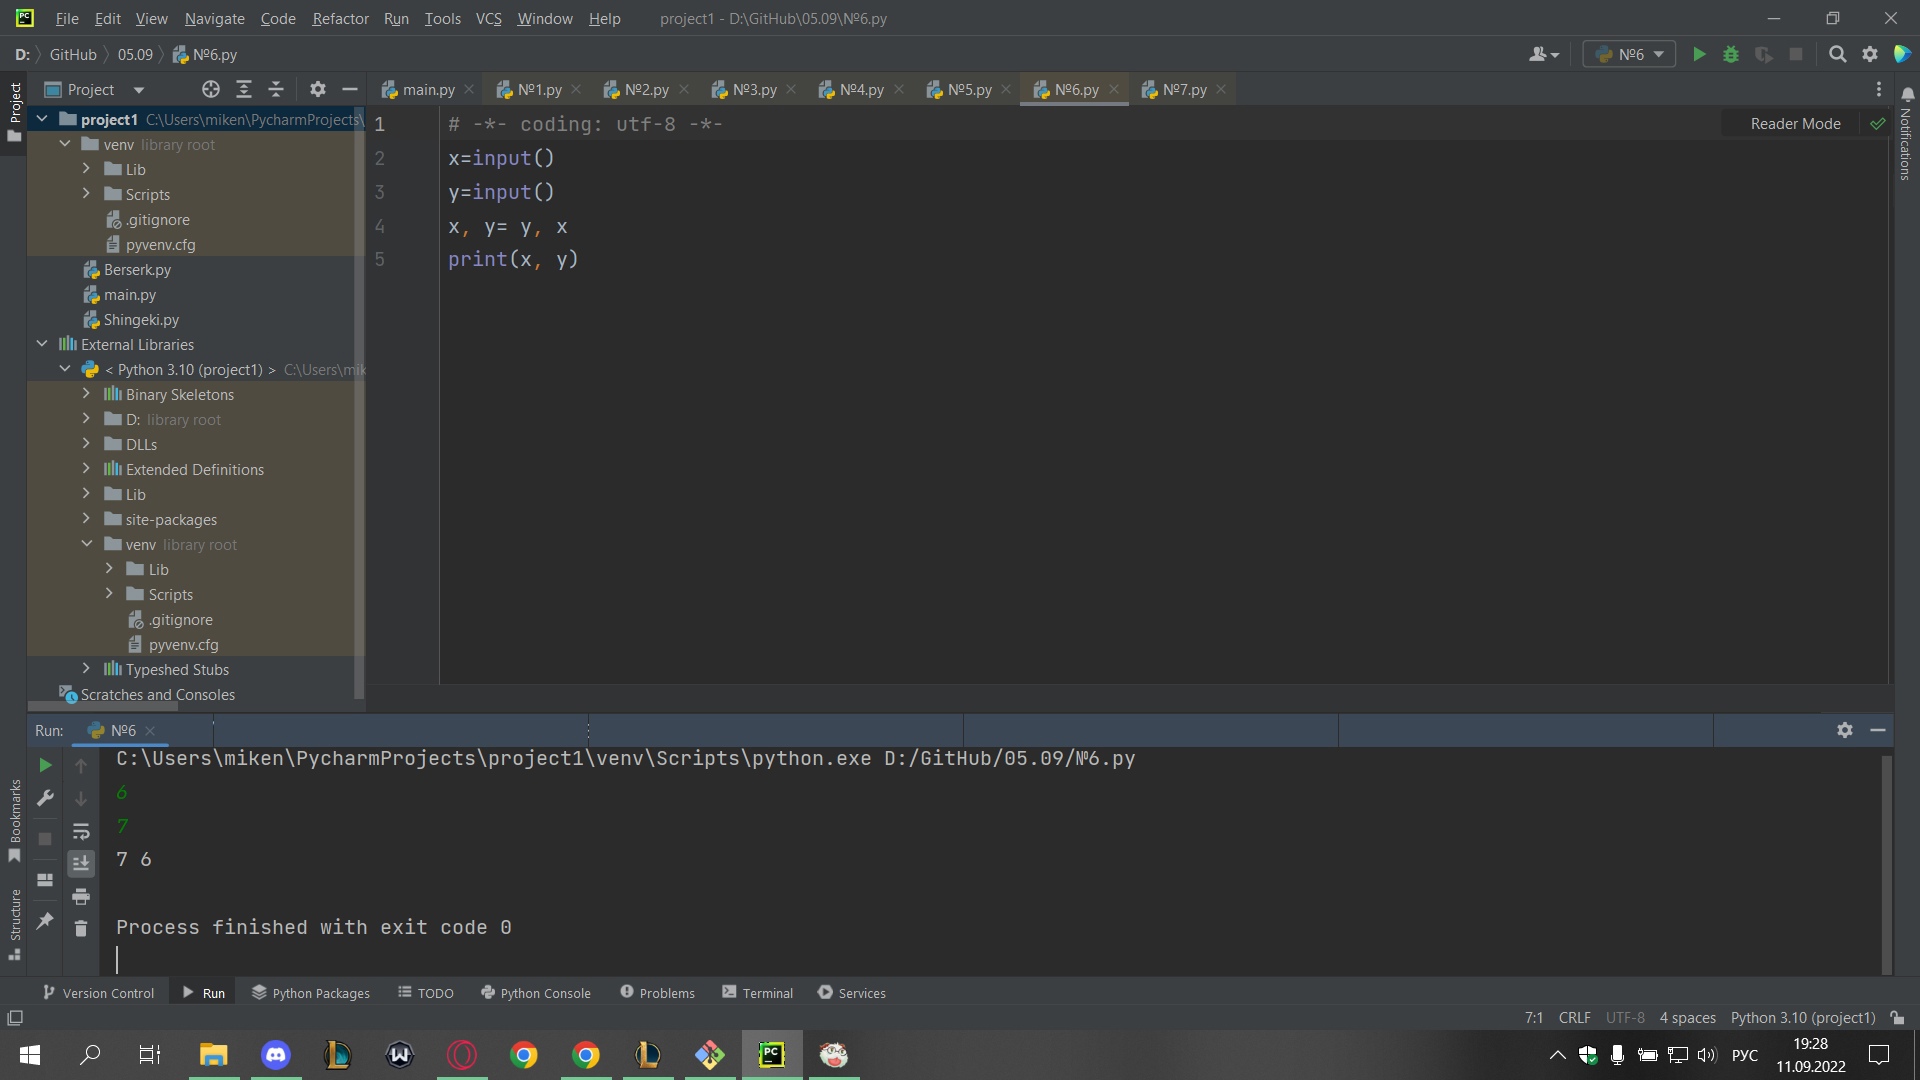 PC File Edit View Navigate Code Refactor Run Tools VCS Window Help project1 - D:\GitHub\05.09\№6.py
D: GitHub 05.09 №6.py №6
Project main.py №1.py №2.py №3.py №4.py №5.py №6.py №7.py
Project
Notifications
project1 C:\Users\miken\PycharmProjects\
venv library root
Lib
Scripts
.gitignore
pyvenv.cfg
Berserk.py
main.py
Shingeki.py
External Libraries
< Python 3.10 (project1) > C:\Users\mik
Binary Skeletons
D: library root
DLLs
Extended Definitions
Lib
site-packages
venv library root
Lib
Scripts
.gitignore
pyvenv.cfg
Typeshed Stubs
Scratches and Consoles
Reader Mode
1 # -*- coding: utf-8 -*-
2 x=input()
3 y=input()
4 x, y= y, x
5 print(x, y)
Run: №6
C:\Users\miken\PycharmProjects\project1\venv\Scripts\python.exe D:/GitHub/05.09/№6.py
6
7
7 6
Process finished with exit code 0
Bookmarks
Structure
Version Control Run Python Packages TODO Python Console Problems Terminal Services
7:1 CRLF UTF-8 4 spaces Python 3.10 (project1)
PC
РУС
19:28
11.09.2022